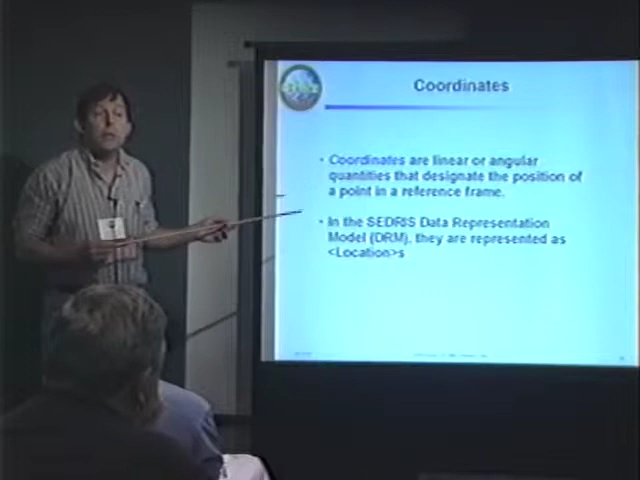 Coordinates
• Coordinates are linear or angular
quantities that designate the position of
a point in a reference frame.
• In the SEDRIS Data Representation
Model (DRM), they are represented as
<Location>s